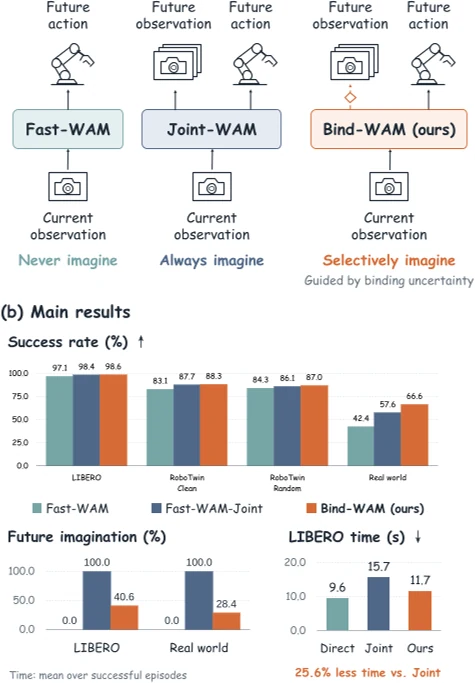 Future action
Future observation
Future action
Future observation
Future action
Fast-WAM
Joint-WAM
Bind-WAM (ours)
Current observation
Current observation
Current observation
Never imagine
Always imagine
Selectively imagine
Guided by binding uncertainty
(b) Main results
Success rate (%) ↑
97.1 98.4 98.6
83.1 87.7 88.3
84.3 86.1 87.0
42.4 57.6 66.6
100.0
75.0
50.0
25.0
0.0
LIBERO
RoboTwin Clean
RoboTwin Random
Real world
Fast-WAM
Fast-WAM-Joint
Bind-WAM (ours)
Future imagination (%)
100.0
50.0
0.0
0.0 100.0 40.6
0.0 100.0 28.4
LIBERO
Real world
LIBERO time (s) ↓
20.0
10.0
0.0
9.6 15.7 11.7
Direct Joint Ours
Time: mean over successful episodes
25.6% less time vs. Joint